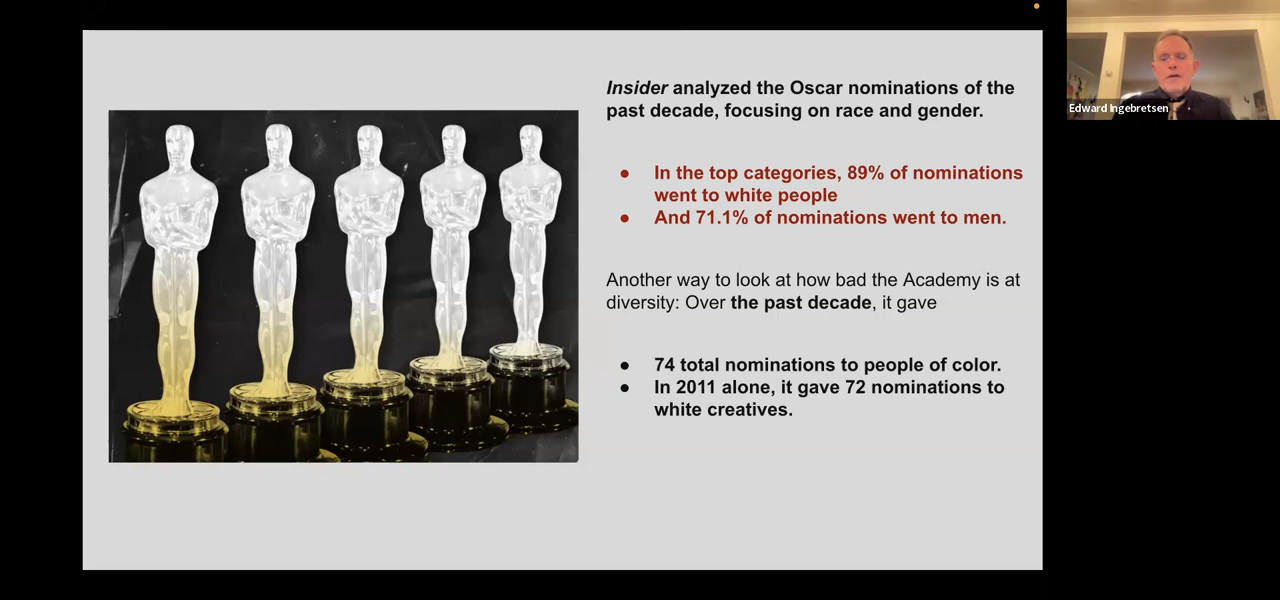 Insider analyzed the Oscar nominations of the
past decade, focusing on race and gender.
● In the top categories, 89% of nominations
went to white people
● And 71.1% of nominations went to men.
Another way to look at how bad the Academy is at
diversity: Over the past decade, it gave
● 74 total nominations to people of color.
● In 2011 alone, it gave 72 nominations to
white creatives.
Edward Ingebretsen